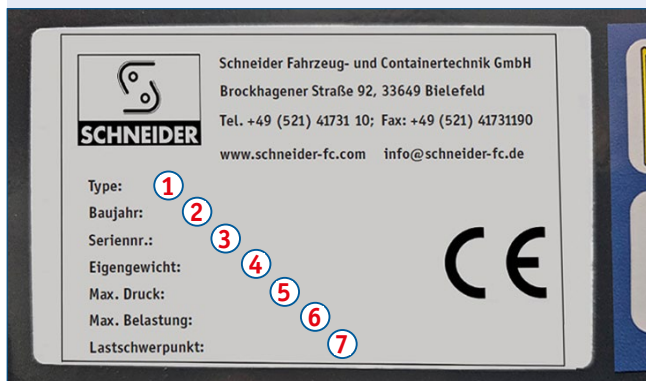 SCHNEIDER
Schneider Fahrzeug- und Containertechnik GmbH
Brockhagener Straße 92, 33649 Bielefeld
Tel. +49 (521) 41731 10; Fax: +49 (521) 41731190
www.schneider-fc.com info@schneider-fc.de
Type: 1
Baujahr: 2
Seriennr.: 3
Eigengewicht: 4
Max. Druck: 5
Max. Belastung: 6
Lastschwerpunkt: 7
CE